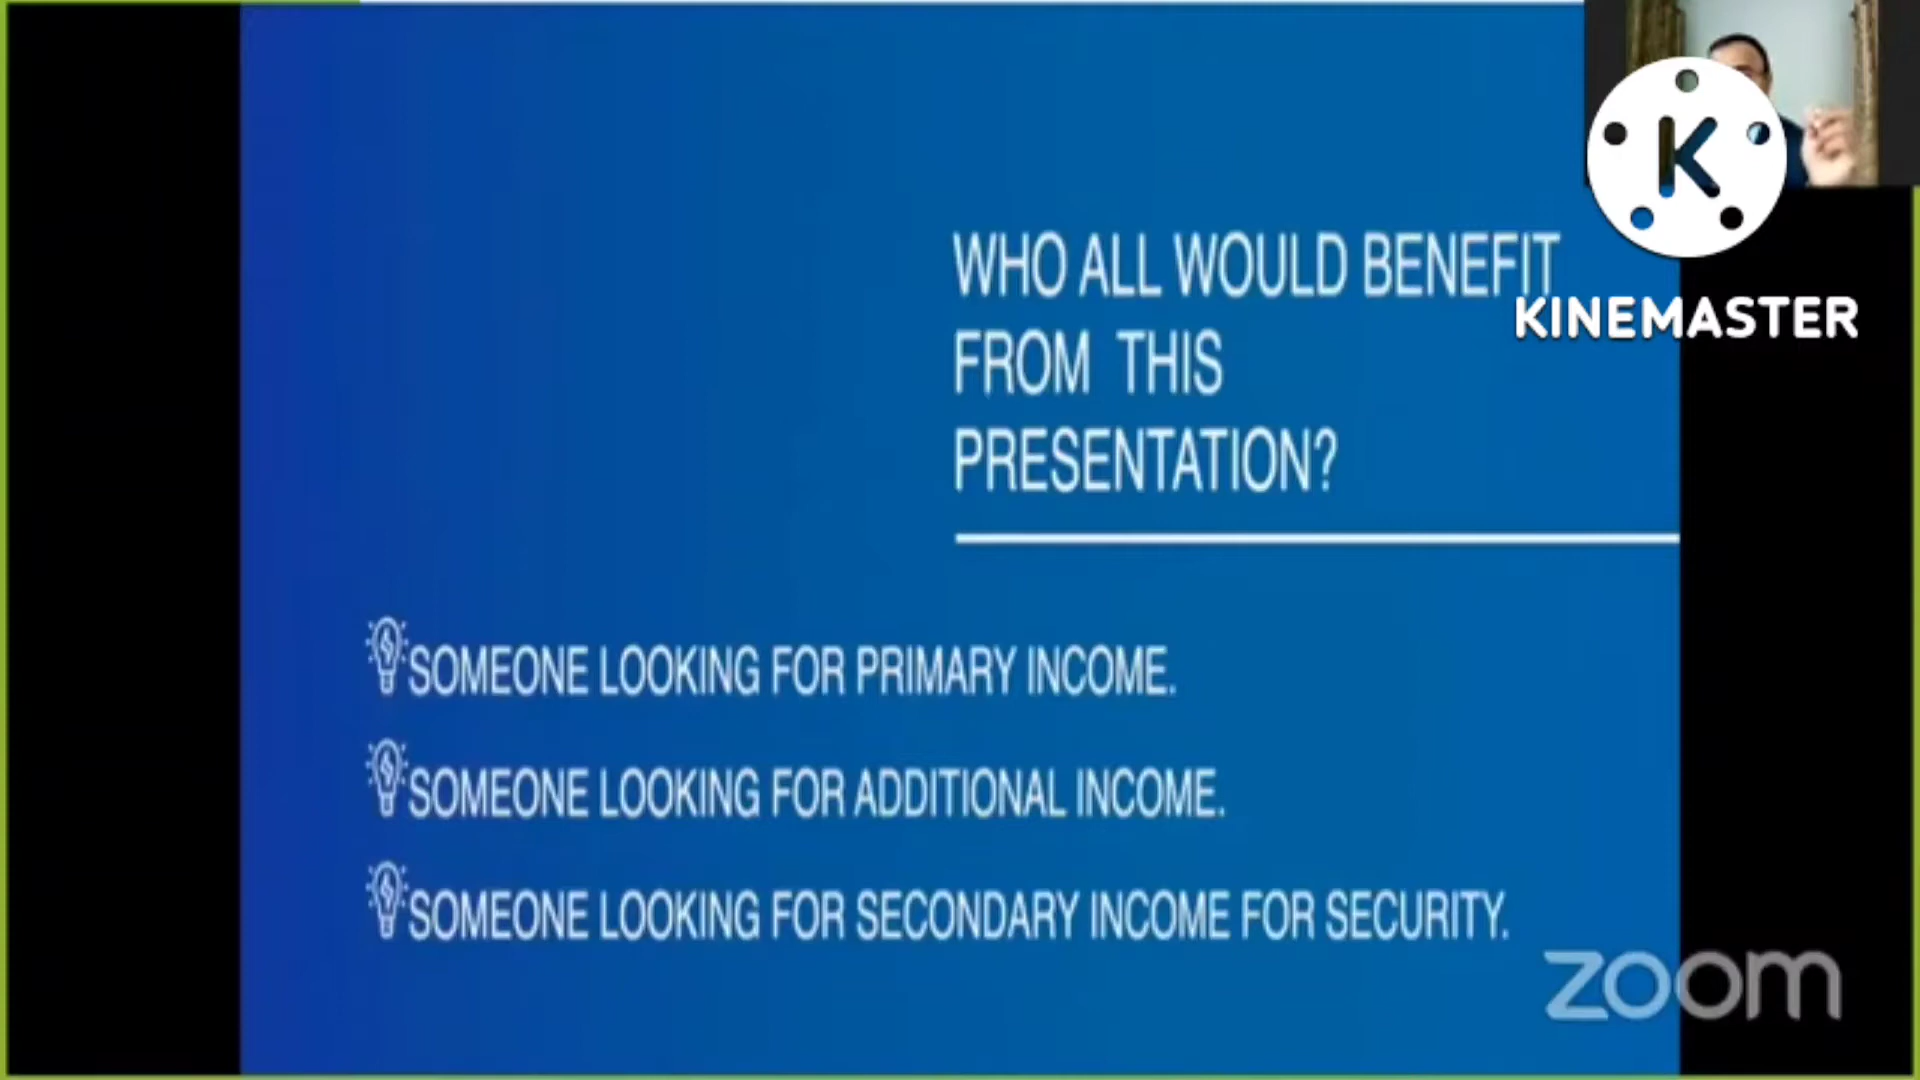 WHO ALL WOULD BENEFIT
FROM THIS
PRESENTATION?
K
KINEMASTER
SOMEONE LOOKING FOR PRIMARY INCOME.
SOMEONE LOOKING FOR ADDITIONAL INCOME.
SOMEONE LOOKING FOR SECONDARY INCOME FOR SECURITY.
zoom